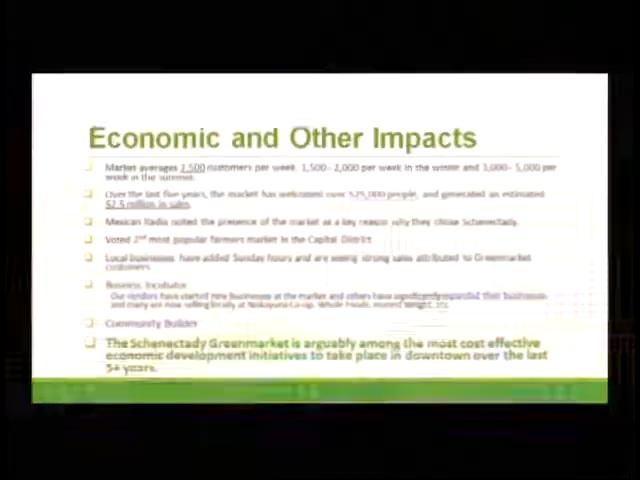 Economic and Other Impacts
Market averages 2,500 customers per week. 1,500– 2,000 per week in the winter and 3,000– 5,000 per
week in the summer.
Over the last five years, the market has welcomed over 525,000 people, and generated an estimated
$2.5 million in sales.
Mexican Radio noted the presence of the market as a key reason why they chose Schenectady.
Voted 2nd most popular farmers market in the Capital District
Local businesses have added Sunday hours and are seeing strong sales attributed to Greenmarket
customers
Business Incubator
Our vendors have started new businesses at the market and others have significantly expanded their businesses
and many are now selling locally at Niskayuna Co-op, Whole Foods, Honest Weight, etc.
Community Builder
The Schenectady Greenmarket is arguably among the most cost effective
economic development initiatives to take place in downtown over the last
5+ years.